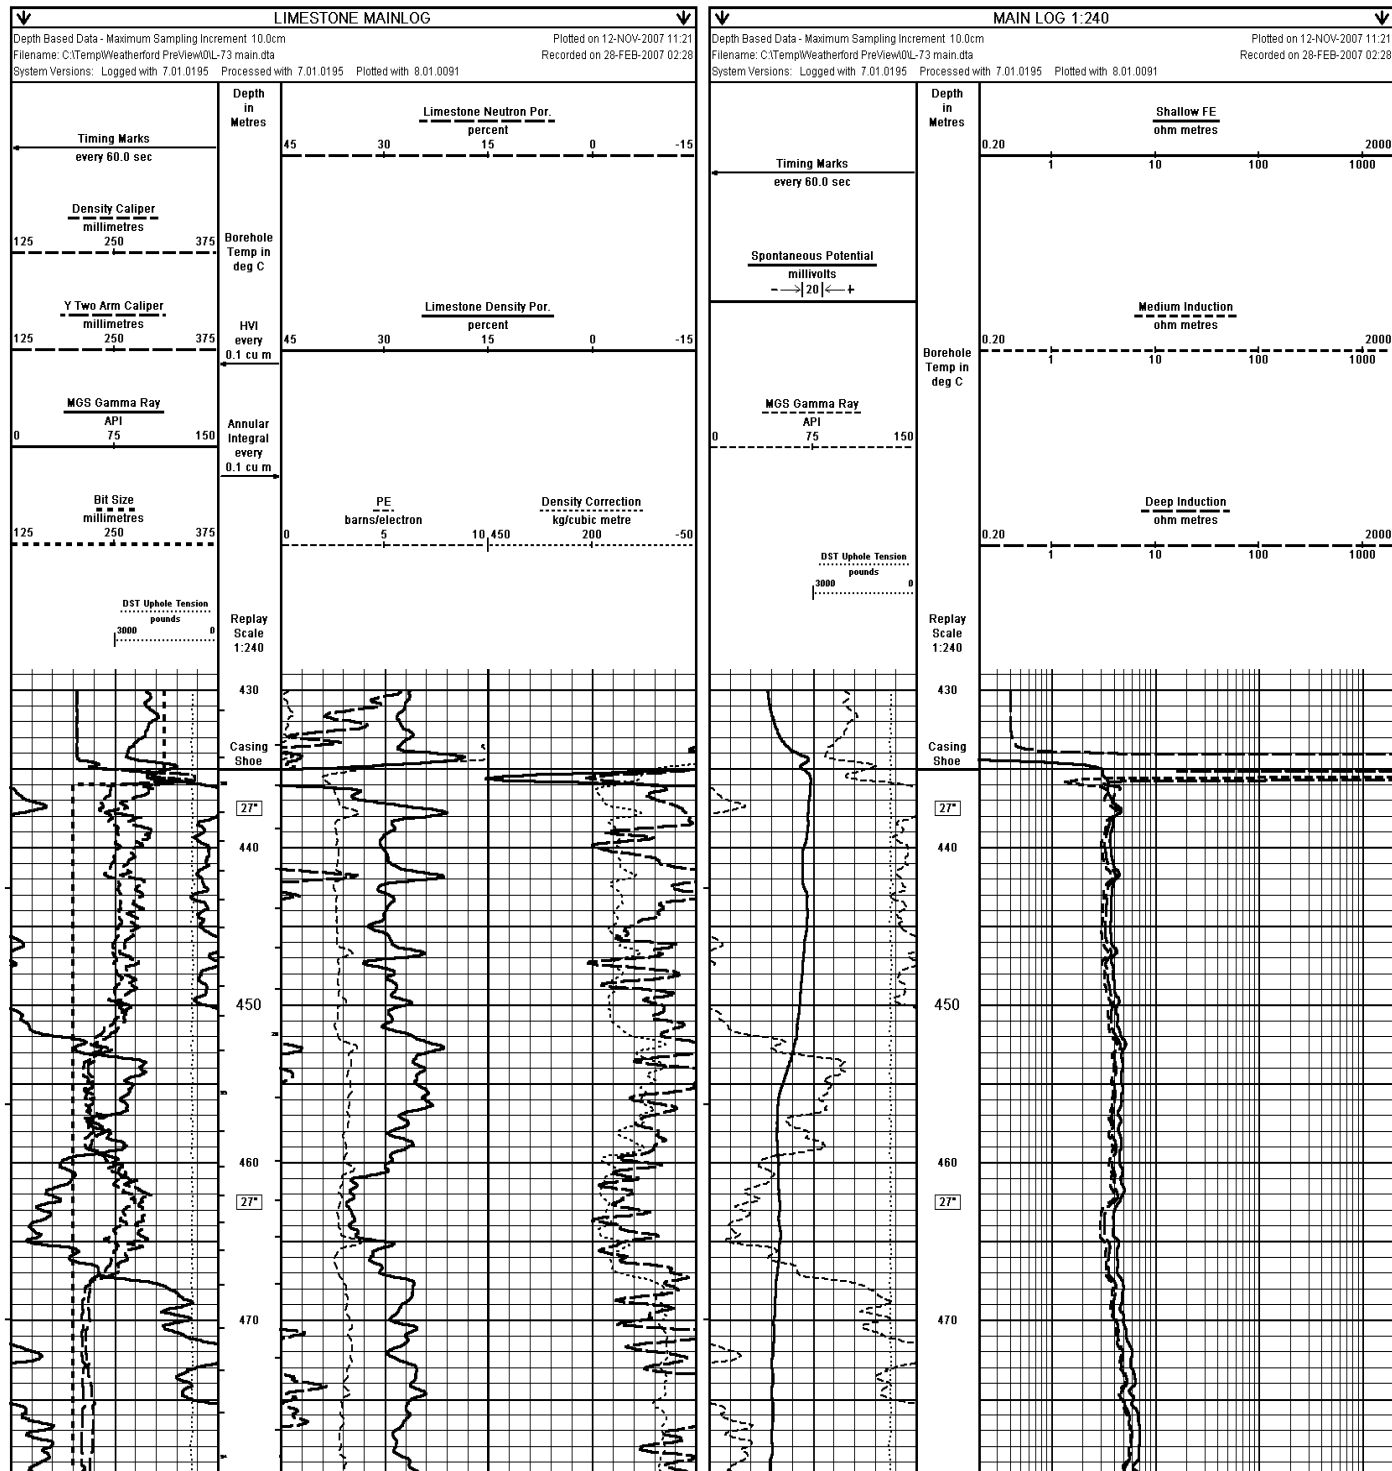 LIMESTONE MAINLOG
Depth Based Data - Maximum Sampling Increment 10.0cm
Plotted on 12-NOV-2007 11:21
Filename: C:\Temp\Weatherford PreView\0\L-73 main.dta
Recorded on 28-FEB-2007 02:28
System Versions: Logged with 7.01.0195 Processed with 7.01.0195 Plotted with 8.01.0091
Timing Marks
every 60.0 sec
Density Caliper
millimetres
125 250 375
Y Two Arm Caliper
millimetres
125 250 375
MGS Gamma Ray
API
0 75 150
Bit Size
millimetres
125 250 375
DST Uphole Tension
pounds
3000 0
Depth
in
Metres
Borehole
Temp in
deg C
HVI
every
0.1 cu m
Annular
Integral
every
0.1 cu m
Replay
Scale
1:240
Limestone Neutron Por.
percent
45 30 15 0 -15
Limestone Density Por.
percent
45 30 15 0 -15
PE
barns/electron
0 5 10
Density Correction
kg/cubic metre
450 200 -50
430
Casing
Shoe
27°
440
450
460
27°
470
MAIN LOG 1:240
Depth Based Data - Maximum Sampling Increment 10.0cm
Plotted on 12-NOV-2007 11:21
Filename: C:\Temp\Weatherford PreView\0\L-73 main.dta
Recorded on 28-FEB-2007 02:28
System Versions: Logged with 7.01.0195 Processed with 7.01.0195 Plotted with 8.01.0091
Timing Marks
every 60.0 sec
Spontaneous Potential
millivolts
- 20 +
MGS Gamma Ray
API
0 75 150
DST Uphole Tension
pounds
3000 0
Depth
in
Metres
Borehole
Temp in
deg C
Replay
Scale
1:240
Shallow FE
ohm metres
0.20 2000
1 10 100 1000
Medium Induction
ohm metres
0.20 2000
1 10 100 1000
Deep Induction
ohm metres
0.20 2000
1 10 100 1000
430
Casing
Shoe
27°
440
450
460
27°
470